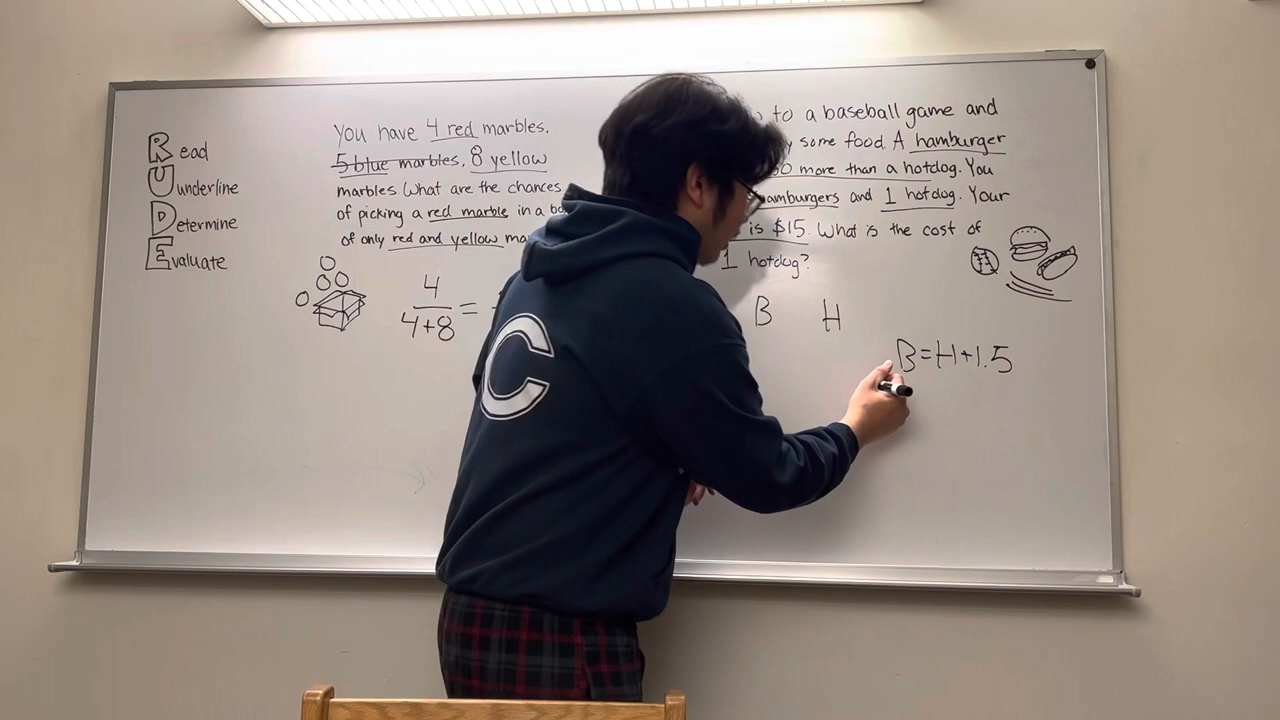 Read
Underline
Determine
Evaluate
You have 4 red marbles.
5 blue marbles, 8 yellow
marbles. What are the chances
of picking a red marble in a
of only red and yellow
4
4+8
=
C
to a baseball game and
some food. A hamburger
more than a hotdog. You
and 1 hotdog. Your
is $15. What is the cost of
1 hotdog?
B H
B=H+1.5